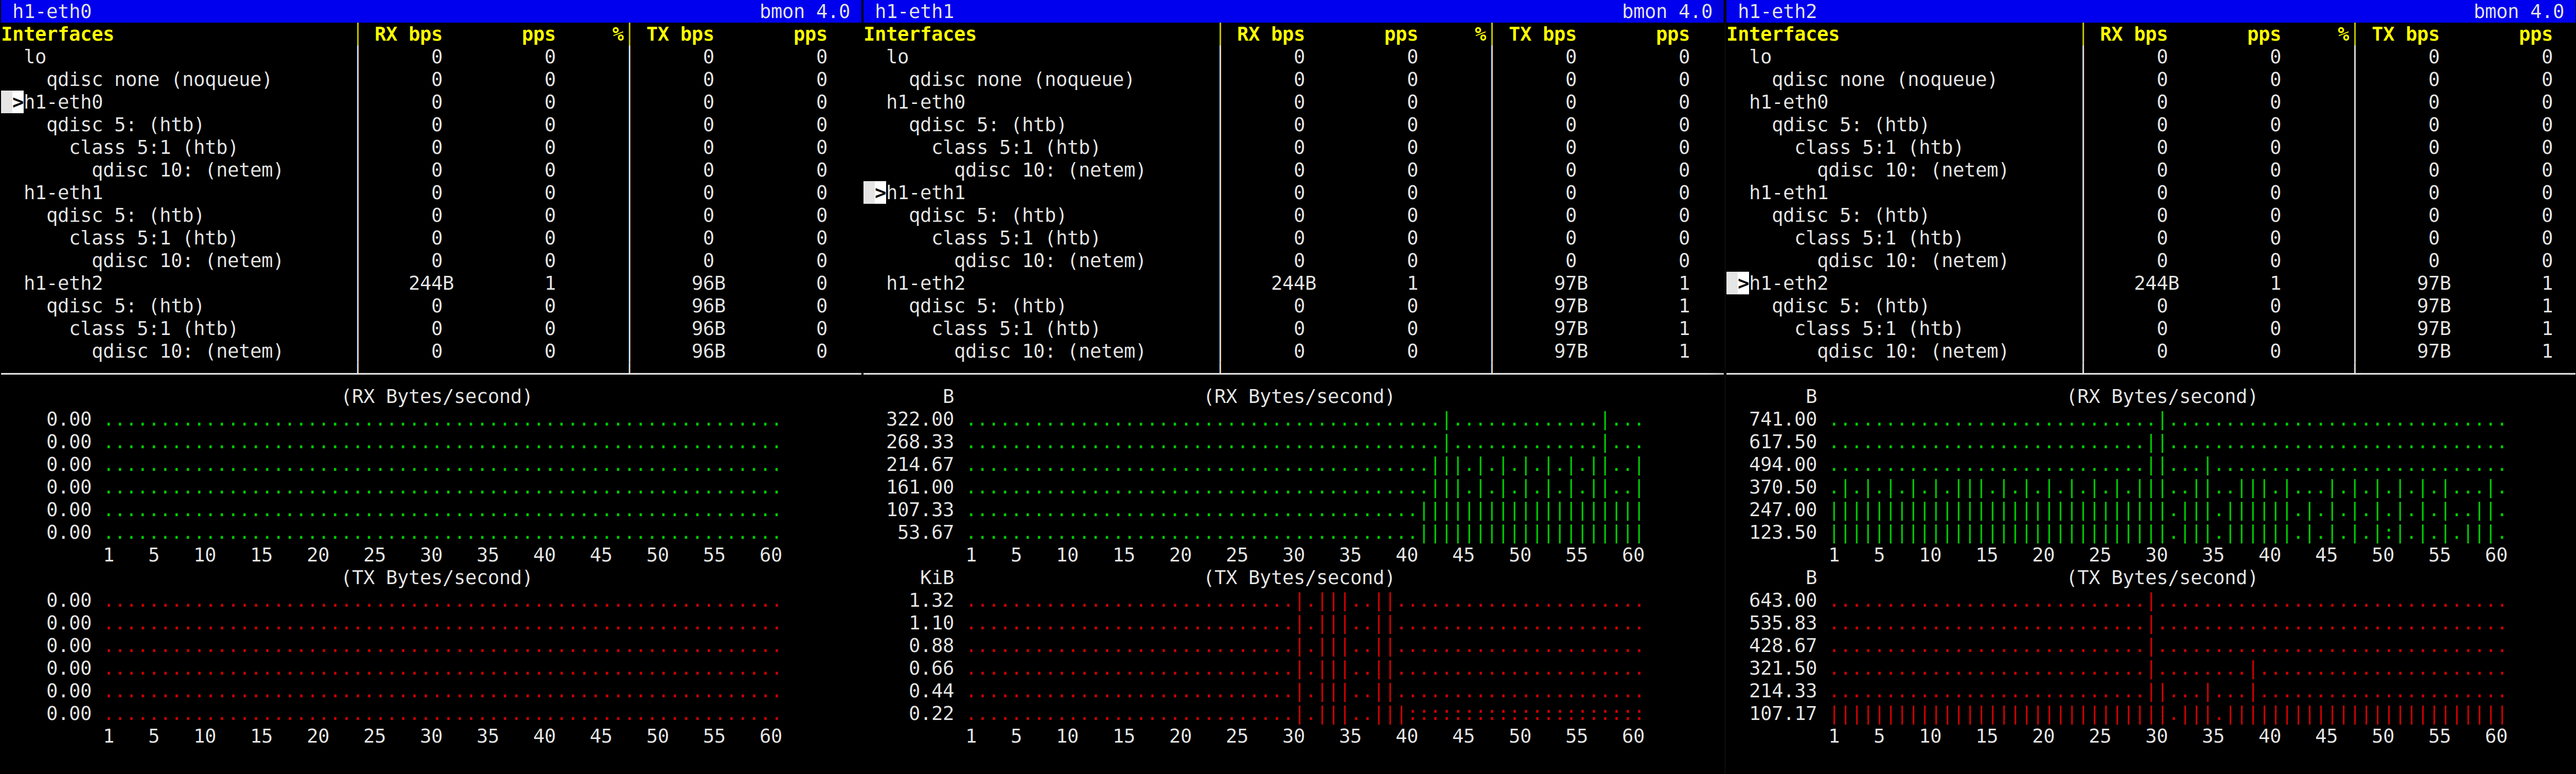 h1-eth0 bmon 4.0
Interfaces RX bps pps % TX bps pps
lo 0 0 0 0
qdisc none (noqueue) 0 0 0 0
>h1-eth0 0 0 0 0
qdisc 5: (htb) 0 0 0 0
class 5:1 (htb) 0 0 0 0
qdisc 10: (netem) 0 0 0 0
h1-eth1 0 0 0 0
qdisc 5: (htb) 0 0 0 0
class 5:1 (htb) 0 0 0 0
qdisc 10: (netem) 0 0 0 0
h1-eth2 244B 1 96B 0
qdisc 5: (htb) 0 0 96B 0
class 5:1 (htb) 0 0 96B 0
qdisc 10: (netem) 0 0 96B 0
(RX Bytes/second)
0.00
0.00
0.00
0.00
0.00
0.00
1 5 10 15 20 25 30 35 40 45 50 55 60
(TX Bytes/second)
0.00
0.00
0.00
0.00
0.00
0.00
1 5 10 15 20 25 30 35 40 45 50 55 60
h1-eth1 bmon 4.0
Interfaces RX bps pps % TX bps pps
lo 0 0 0 0
qdisc none (noqueue) 0 0 0 0
h1-eth0 0 0 0 0
qdisc 5: (htb) 0 0 0 0
class 5:1 (htb) 0 0 0 0
qdisc 10: (netem) 0 0 0 0
>h1-eth1 0 0 0 0
qdisc 5: (htb) 0 0 0 0
class 5:1 (htb) 0 0 0 0
qdisc 10: (netem) 0 0 0 0
h1-eth2 244B 1 97B 1
qdisc 5: (htb) 0 0 97B 1
class 5:1 (htb) 0 0 97B 1
qdisc 10: (netem) 0 0 97B 1
B (RX Bytes/second)
322.00
268.33
214.67
161.00
107.33
53.67
1 5 10 15 20 25 30 35 40 45 50 55 60
KiB (TX Bytes/second)
1.32
1.10
0.88
0.66
0.44
0.22
1 5 10 15 20 25 30 35 40 45 50 55 60
h1-eth2 bmon 4.0
Interfaces RX bps pps % TX bps pps
lo 0 0 0 0
qdisc none (noqueue) 0 0 0 0
h1-eth0 0 0 0 0
qdisc 5: (htb) 0 0 0 0
class 5:1 (htb) 0 0 0 0
qdisc 10: (netem) 0 0 0 0
h1-eth1 0 0 0 0
qdisc 5: (htb) 0 0 0 0
class 5:1 (htb) 0 0 0 0
qdisc 10: (netem) 0 0 0 0
>h1-eth2 244B 1 97B 1
qdisc 5: (htb) 0 0 97B 1
class 5:1 (htb) 0 0 97B 1
qdisc 10: (netem) 0 0 97B 1
B (RX Bytes/second)
741.00
617.50
494.00
370.50
247.00
123.50
1 5 10 15 20 25 30 35 40 45 50 55 60
B (TX Bytes/second)
643.00
535.83
428.67
321.50
214.33
107.17
1 5 10 15 20 25 30 35 40 45 50 55 60